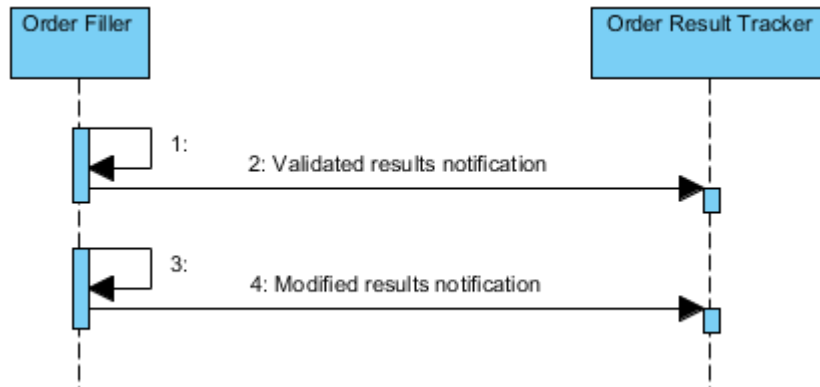 Order Filler
Order Result Tracker
1:
2: Validated results notification
3:
4: Modified results notification